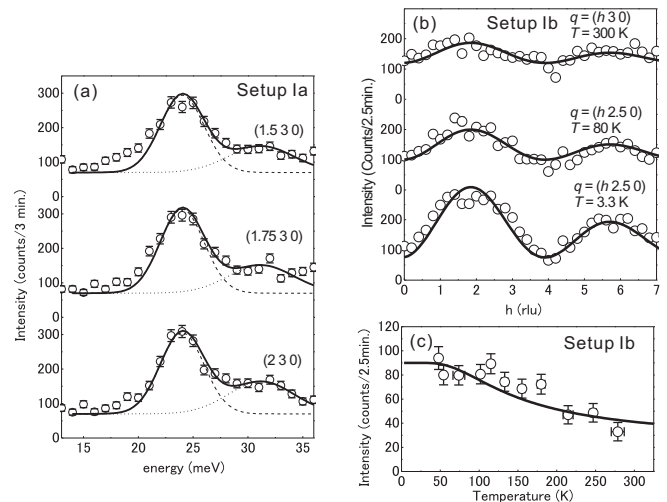 (a)
Setup Ia
(1.5 3 0)
300
200
100
(1.75 3 0)
300
200
100
(2 3 0)
300
200
100
0
15 20 25 30 35
energy (meV)
Intensity (counts/3 min.)
(b)
Setup Ib
q = (h 3 0)
T = 300 K
200
100
0
q = (h 2.5 0)
T = 80 K
200
100
0
q = (h 2.5 0)
T = 3.3 K
200
100
0
0 1 2 3 4 5 6 7
h (rlu)
Intensity (Counts/2.5min.)
(c)
Setup Ib
120
100
80
60
40
20
0
0 50 100 150 200 250 300
Temperature (K)
Intensity (counts/2.5min.)